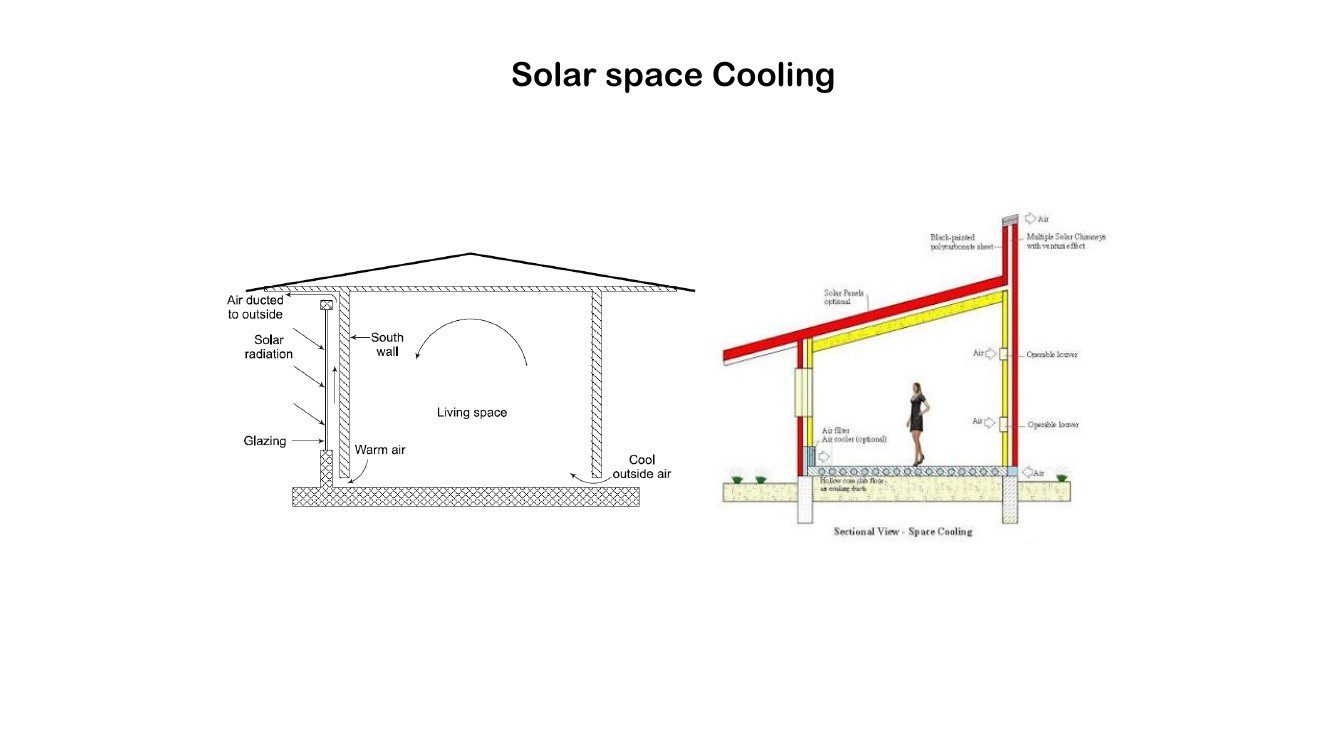 Solar space Cooling
Air ducted
to outside
Solar
radiation
South
wall
Living space
Glazing
Warm air
Cool
outside air
Air
Black-painted
polycarbonate sheet
Multiple Solar Chimneys
with venturi effect
Solar Panels
optional
Air
Operable louver
Air
Operable louver
Air filter
Air cooler (optional)
Air
Hollow core slab floor -
air cooling ducts
Sectional View - Space Cooling